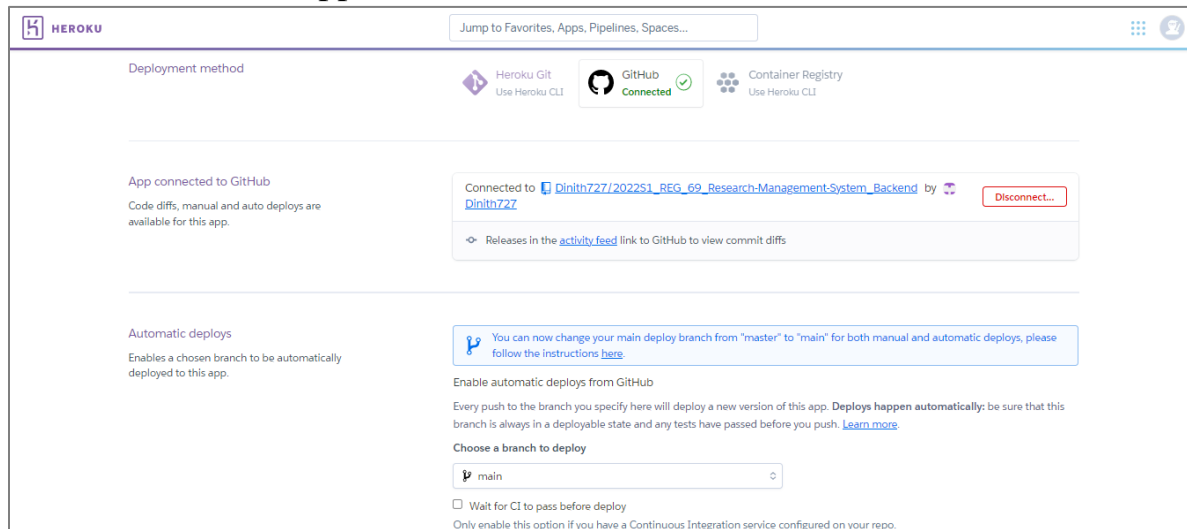 HEROKU
Jump to Favorites, Apps, Pipelines, Spaces...
Deployment method
Heroku Git
Use Heroku CLI
GitHub
Connected
Container Registry
Use Heroku CLI
App connected to GitHub
Code diffs, manual and auto deploys are
available for this app.
Connected to Dinith727/2022S1_REG_69_Research-Management-System_Backend by
Dinith727
Disconnect...
Releases in the activity feed link to GitHub to view commit diffs
Automatic deploys
Enables a chosen branch to be automatically
deployed to this app.
You can now change your main deploy branch from "master" to "main" for both manual and automatic deploys, please
follow the instructions here.
Enable automatic deploys from GitHub
Every push to the branch you specify here will deploy a new version of this app. Deploys happen automatically: be sure that this
branch is always in a deployable state and any tests have passed before you push. Learn more.
Choose a branch to deploy
main
Wait for CI to pass before deploy
Only enable this option if you have a Continuous Integration service configured on your repo.